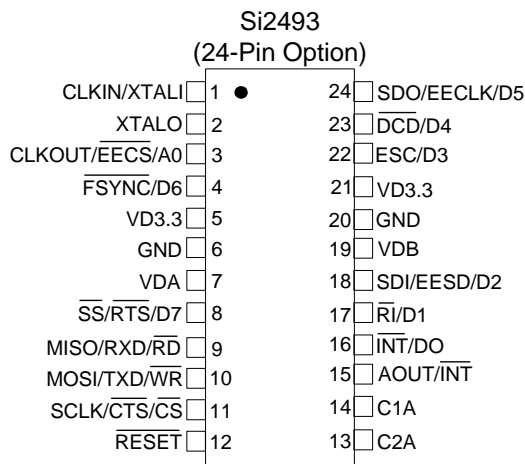 Si2493
(24-Pin Option)
CLKIN/XTALI 1 24 SDO/EECLK/D5
XTALO 2 23 DCD/D4
CLKOUT/EECS/A0 3 22 ESC/D3
FSYNC/D6 4 21 VD3.3
VD3.3 5 20 GND
GND 6 19 VDB
VDA 7 18 SDI/EESD/D2
SS/RTS/D7 8 17 RI/D1
MISO/RXD/RD 9 16 INT/DO
MOSI/TXD/WR 10 15 AOUT/INT
SCLK/CTS/CS 11 14 C1A
RESET 12 13 C2A